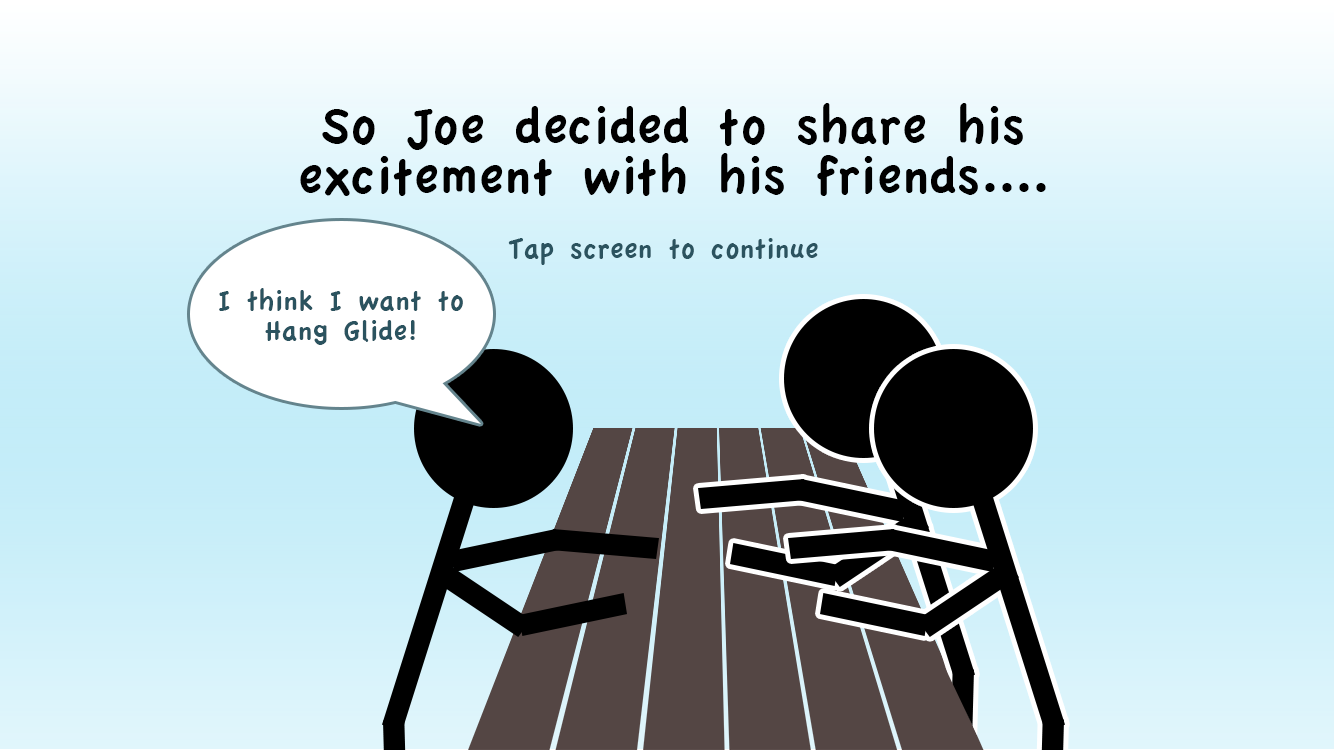 So Joe decided to share his
excitement with his friends....
Tap screen to continue
I think I want to
Hang Glide!